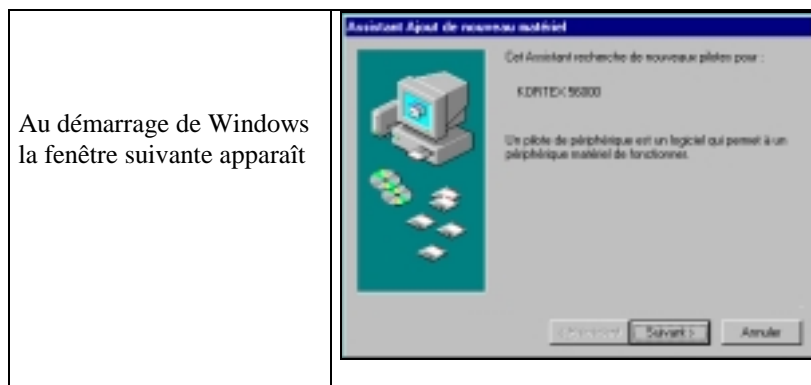 Au démarrage de Windows
la fenêtre suivante apparaît
Assistant Ajout de nouveau matériel
Cet Assistant recherche de nouveaux pilotes pour :
KORTEX 56000
Un pilote de périphérique est un logiciel qui permet à un
périphérique matériel de fonctionner.
Suivant >
Annuler